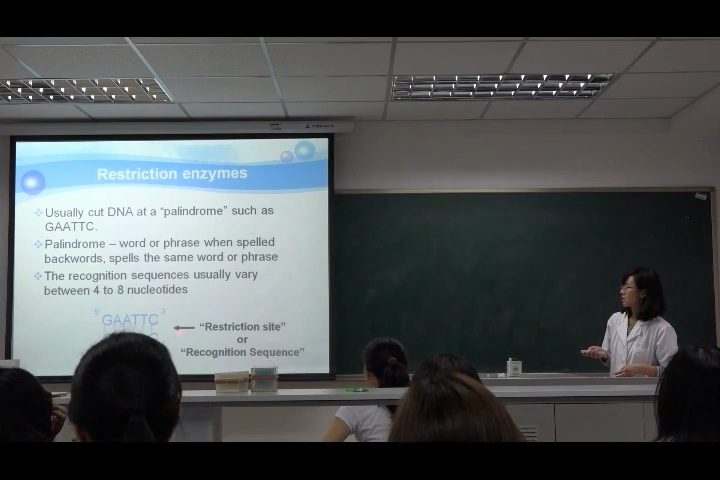 Restriction enzymes
Usually cut DNA at a “palindrome” such as
GAATTC.
Palindrome – word or phrase when spelled
backwords, spells the same word or phrase
The recognition sequences usually vary
between 4 to 8 nucleotides
5' GAATTC 3'
“Restriction site”
or
“Recognition Sequence”